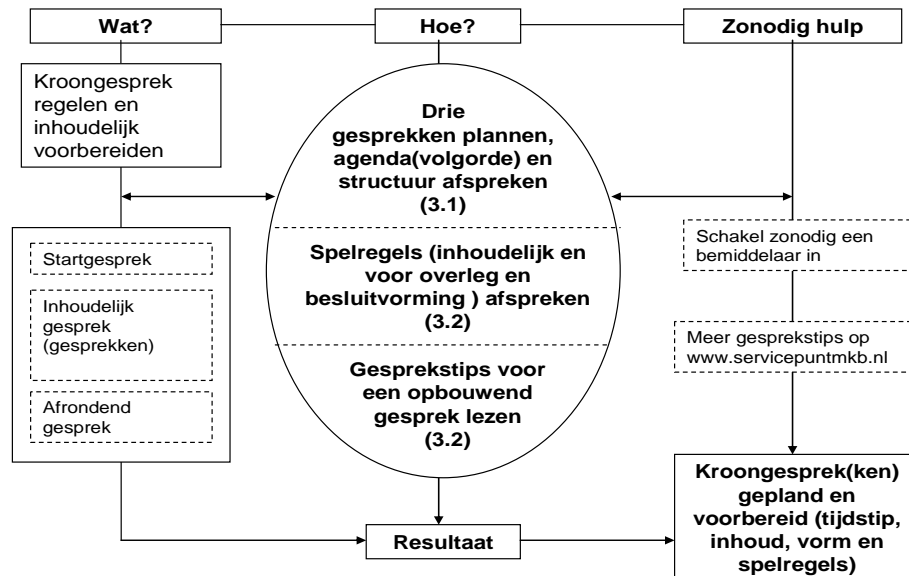 Wat?
Hoe?
Zonodig hulp
Kroongesprek
regelen en
inhoudelijk
voorbereiden
Drie
gesprekken plannen,
agenda(volgorde) en
structuur afspreken
(3.1)
Startgesprek
Inhoudelijk
gesprek
(gesprekken)
Afrondend
gesprek
Spelregels (inhoudelijk en
voor overleg en
besluitvorming ) afspreken
(3.2)
Gesprekstips voor
een opbouwend
gesprek lezen
(3.2)
Schakel zonodig een
bemiddelaar in
Meer gesprekstips op
www.servicepuntmkb.nl
Resultaat
Kroongesprek(ken)
gepland en
voorbereid (tijdstip,
inhoud, vorm en
spelregels)